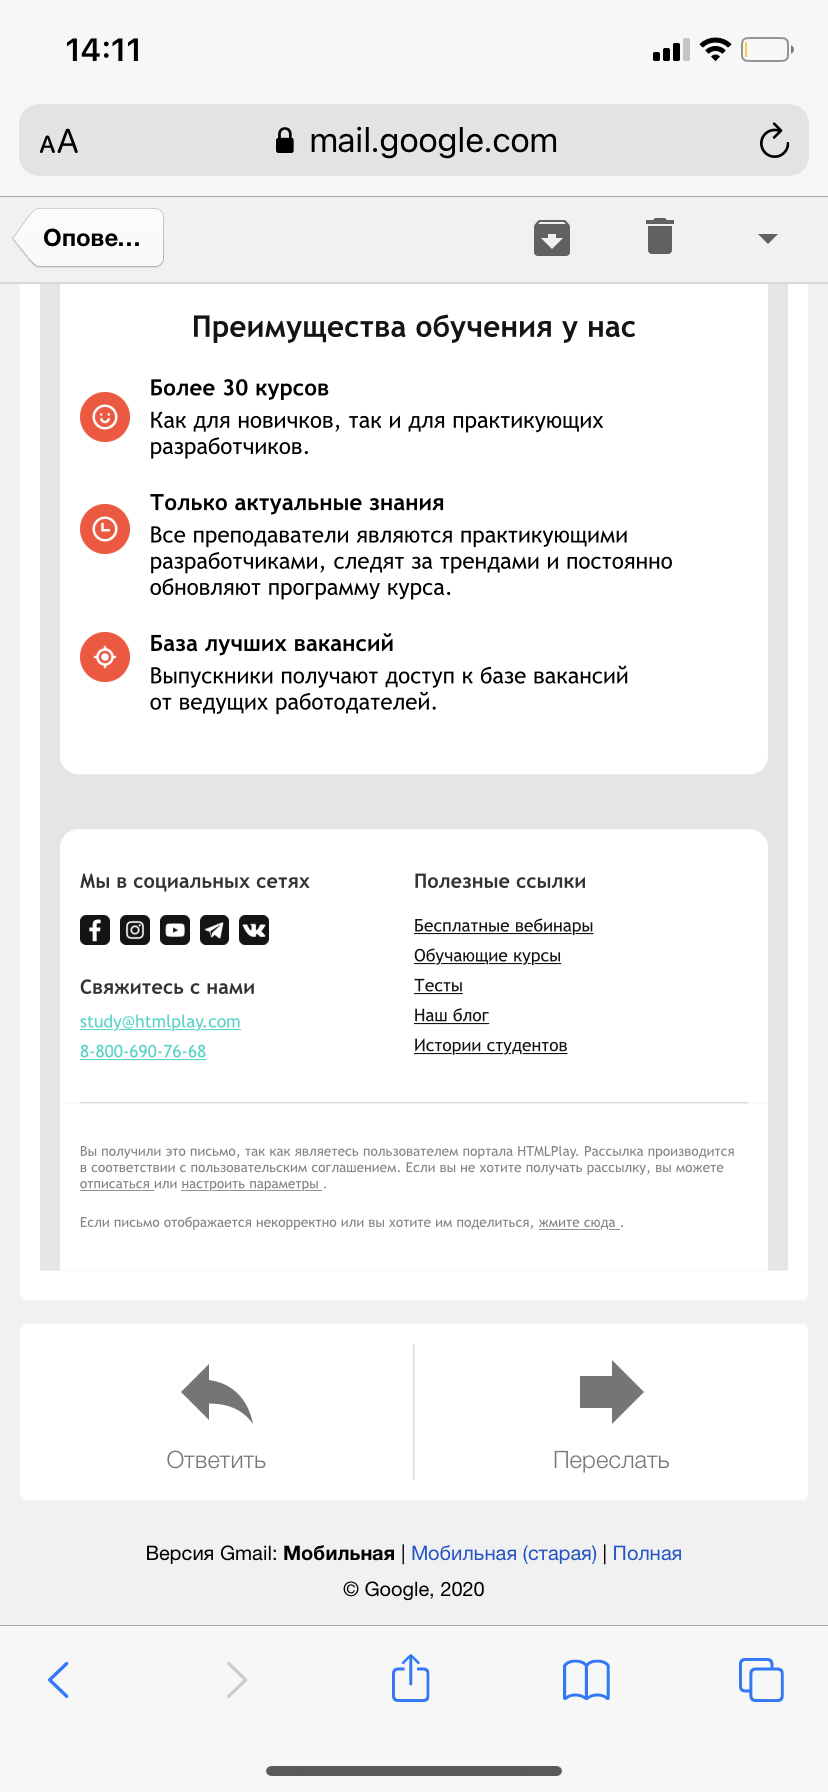 14:11
AA
mail.google.com
Опове...
Преимущества обучения у нас
Более 30 курсов
Как для новичков, так и для практикующих
разработчиков.
Только актуальные знания
Все преподаватели являются практикующими
разработчиками, следят за трендами и постоянно
обновляют программу курса.
База лучших вакансий
Выпускники получают доступ к базе вакансий
от ведущих работодателей.
Мы в социальных сетях
Свяжитесь с нами
study@htmlplay.com
8-800-690-76-68
Полезные ссылки
Бесплатные вебинары
Обучающие курсы
Тесты
Наш блог
Истории студентов
Вы получили это письмо, так как являетесь пользователем портала HTMLPlay. Рассылка производится
в соответствии с пользовательским соглашением. Если вы не хотите получать рассылку, вы можете
отписаться или настроить параметры .
Если письмо отображается некорректно или вы хотите им поделиться, жмите сюда .
Ответить
Переслать
Версия Gmail: Мобильная | Мобильная (старая) | Полная
© Google, 2020